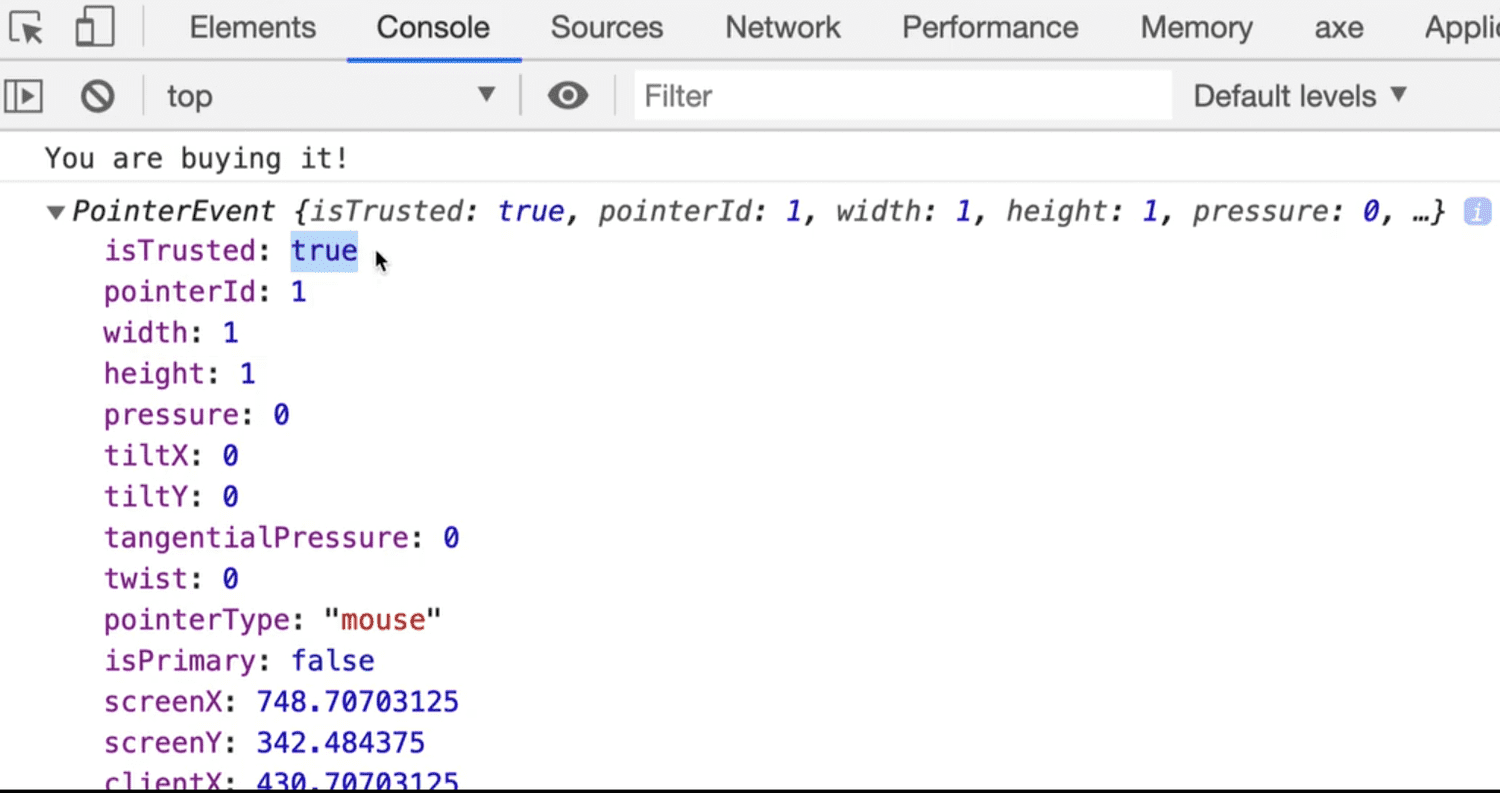 Elements Console Sources Network Performance Memory axe Applic
top Filter Default levels
You are buying it!
PointerEvent {isTrusted: true, pointerId: 1, width: 1, height: 1, pressure: 0, …} i
isTrusted: true
pointerId: 1
width: 1
height: 1
pressure: 0
tiltX: 0
tiltY: 0
tangentialPressure: 0
twist: 0
pointerType: "mouse"
isPrimary: false
screenX: 748.70703125
screenY: 342.484375
clientX: 430.70703125